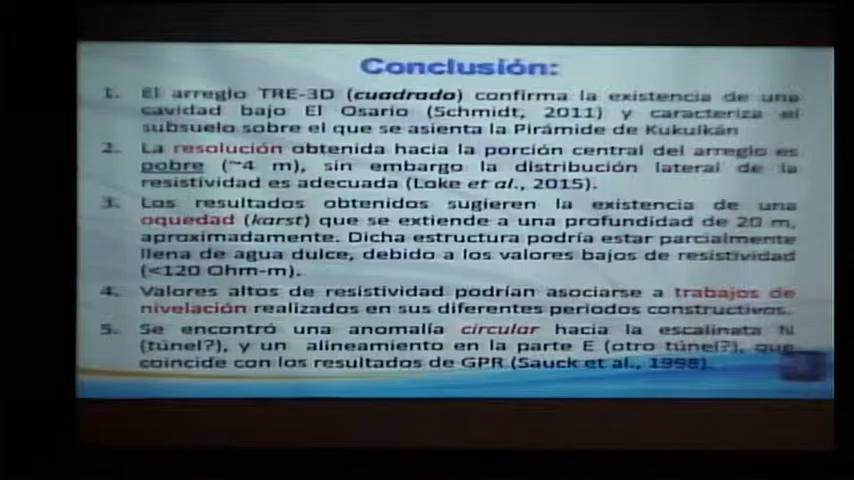 Conclusión:
1. El arreglo TRE-3D (cuadrado) confirma la existencia de una
cavidad bajo El Osario (Schmidt, 2011) y caracteriza el
subsuelo sobre el que se asienta la Pirámide de Kukulkán
2. La resolución obtenida hacia la porción central del arreglo es
pobre (~4 m), sin embargo la distribución lateral de la
resistividad es adecuada (Loke et al., 2015).
3. Los resultados obtenidos sugieren la existencia de una
oquedad (karst) que se extiende a una profundidad de 20 m,
aproximadamente. Dicha estructura podría estar parcialmente
llena de agua dulce, debido a los valores bajos de resistividad
(<120 Ohm-m).
4. Valores altos de resistividad podrían asociarse a trabajos de
nivelación realizados en sus diferentes periodos constructivos.
5. Se encontró una anomalía circular hacia la escalinata N
(túnel?), y un alineamiento en la parte E (otro túnel?), que
coincide con los resultados de GPR (Sauck et al., 1998).